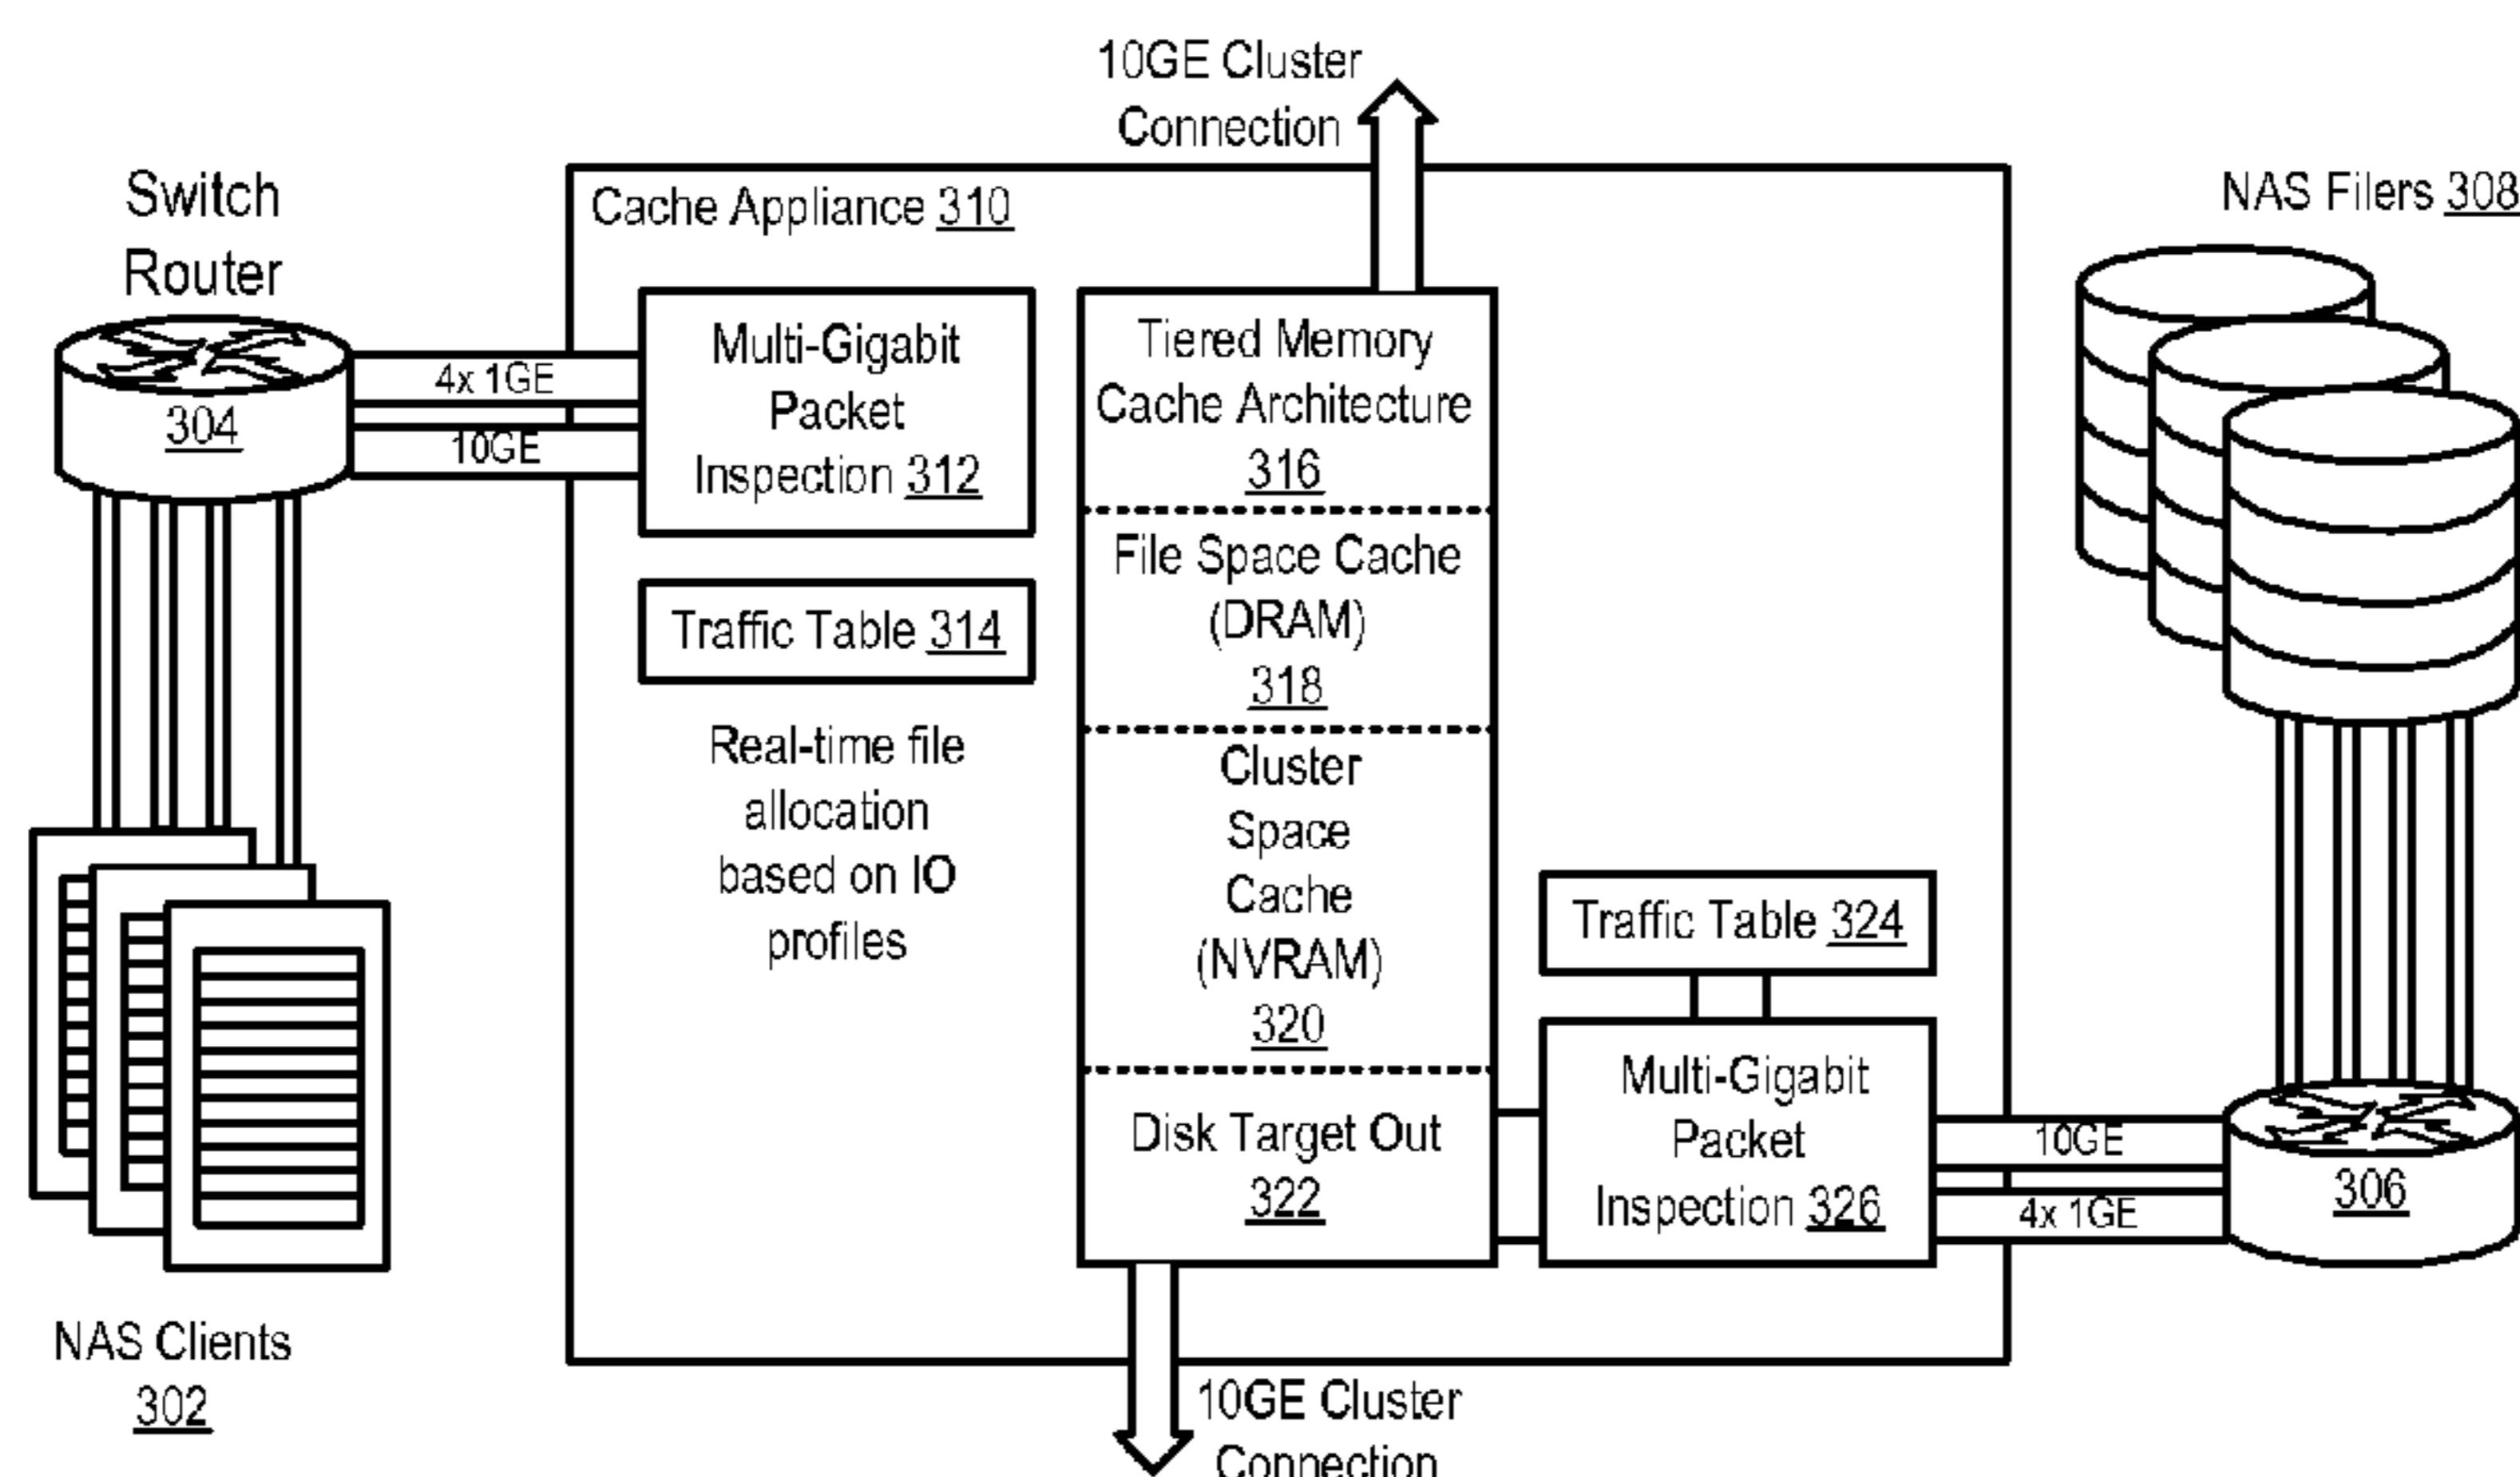 10GE Cluster
Connection
Switch
Router
304
4x 1GE
10GE
Cache Appliance 310
Multi-Gigabit
Packet
Inspection 312
Traffic Table 314
Real-time file
allocation
based on IO
profiles
Tiered Memory
Cache Architecture
316
File Space Cache
(DRAM)
318
Cluster
Space
Cache
(NVRAM)
320
Disk Target Out
322
Traffic Table 324
Multi-Gigabit
Packet
Inspection 326
10GE
4x 1GE
NAS Filers 308
306
NAS Clients
302
10GE Cluster
Connection